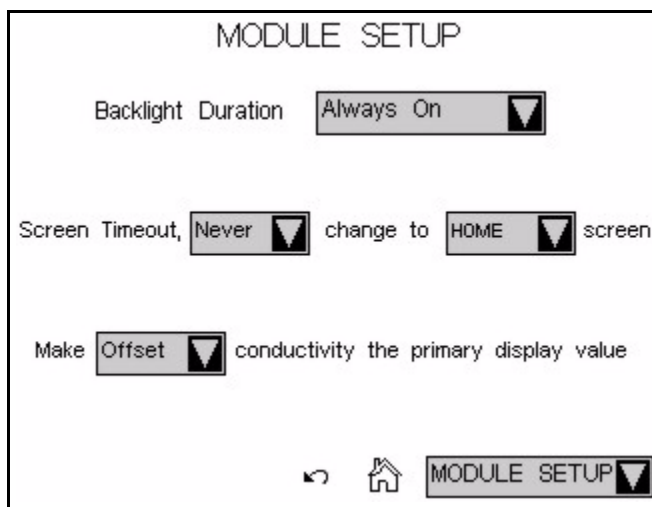 MODULE SETUP
Backlight Duration Always On
Screen Timeout, Never change to HOME screen
Make Offset conductivity the primary display value
MODULE SETUP